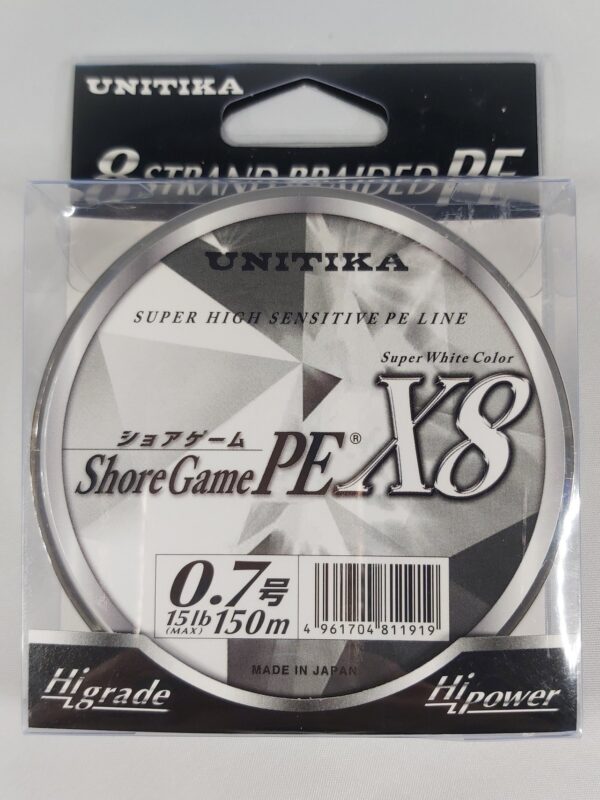 UNITIKA
8 STRAND BRAIDED PE
UNITIKA
SUPER HIGH SENSITIVE PE LINE
Super White Color
ショアゲーム
Shore Game PE® X8
0.7号
15lb 150m
(MAX)
4 961704 811919
MADE IN JAPAN
Hi grade
Hi power